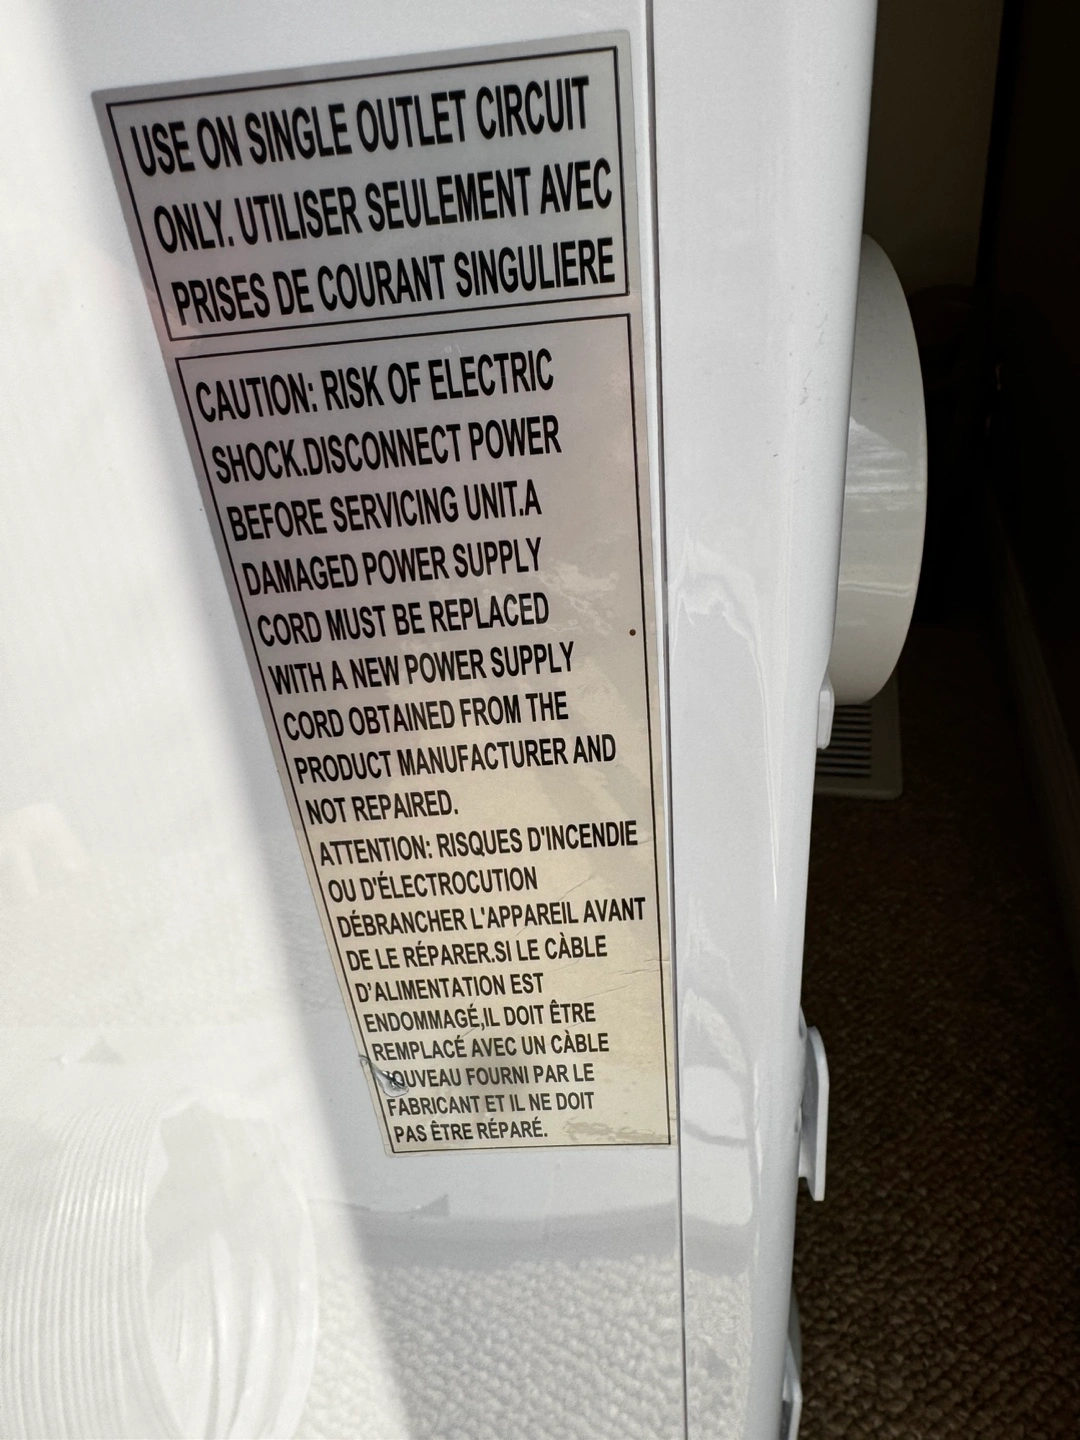 USE ON SINGLE OUTLET CIRCUIT
ONLY. UTILISER SEULEMENT AVEC
PRISES DE COURANT SINGULIERE
CAUTION: RISK OF ELECTRIC
SHOCK.DISCONNECT POWER
BEFORE SERVICING UNIT.A
DAMAGED POWER SUPPLY
CORD MUST BE REPLACED
WITH A NEW POWER SUPPLY
CORD OBTAINED FROM THE
PRODUCT MANUFACTURER AND
NOT REPAIRED.
ATTENTION: RISQUES D'INCENDIE
OU D'ÉLECTROCUTION
DÉBRANCHER L'APPAREIL AVANT
DE LE RÉPARER.SI LE CÀBLE
D'ALIMENTATION EST
ENDOMMAGÉ,IL DOIT ÊTRE
REMPLACÉ AVEC UN CÀBLE
NOUVEAU FOURNI PAR LE
FABRICANT ET IL NE DOIT
PAS ÊTRE RÉPARÉ.